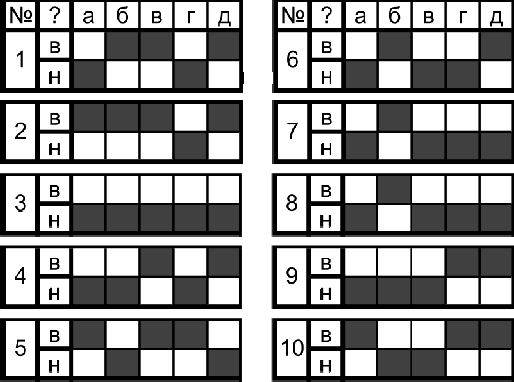 № ? а б в г д
1 в
н
2 в
н
3 в
н
4 в
н
5 в
н
№ ? а б в г д
6 в
н
7 в
н
8 в
н
9 в
н
10 в
н